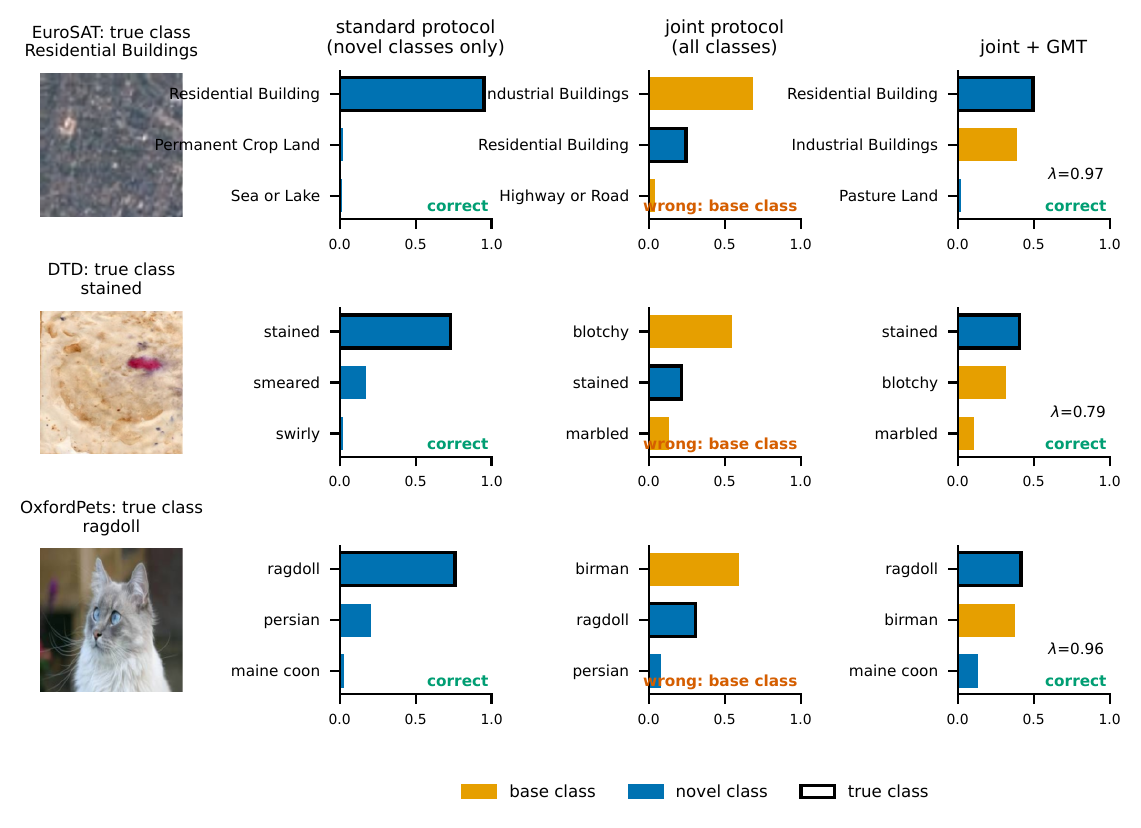 EuroSAT: true class
Residential Buildings
standard protocol
(novel classes only)
joint protocol
(all classes)
joint + GMT
Residential Building
Permanent Crop Land
Sea or Lake
correct
0.0 0.5 1.0
ndustrial Buildings
Residential Building
Highway or Road
wrong: base class
0.0 0.5 1.0
Residential Building
Industrial Buildings
Pasture Land
λ=0.97
correct
0.0 0.5 1.0
DTD: true class
stained
stained
smeared
swirly
correct
0.0 0.5 1.0
blotchy
stained
marbled
wrong: base class
0.0 0.5 1.0
stained
blotchy
marbled
λ=0.79
correct
0.0 0.5 1.0
OxfordPets: true class
ragdoll
ragdoll
persian
maine coon
correct
0.0 0.5 1.0
birman
ragdoll
persian
wrong: base class
0.0 0.5 1.0
ragdoll
birman
maine coon
λ=0.96
correct
0.0 0.5 1.0
base class
novel class
true class